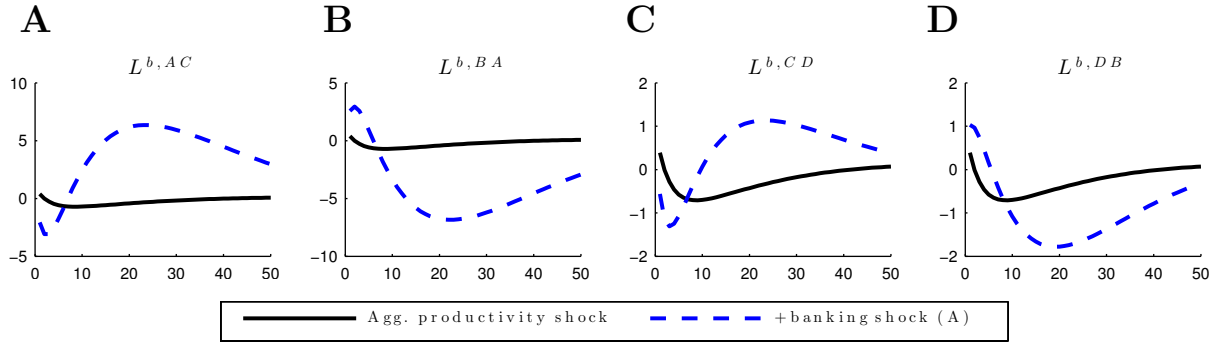 A B C D
L^{b,AC} L^{b,BA} L^{b,CD} L^{b,DB}
10 5 2 2
5 0 1 1
0 −5 0 0
−5 −10 −1 −1
−2 −2
0 10 20 30 40 50 0 10 20 30 40 50 0 10 20 30 40 50 0 10 20 30 40 50
Agg. productivity shock +banking shock (A)